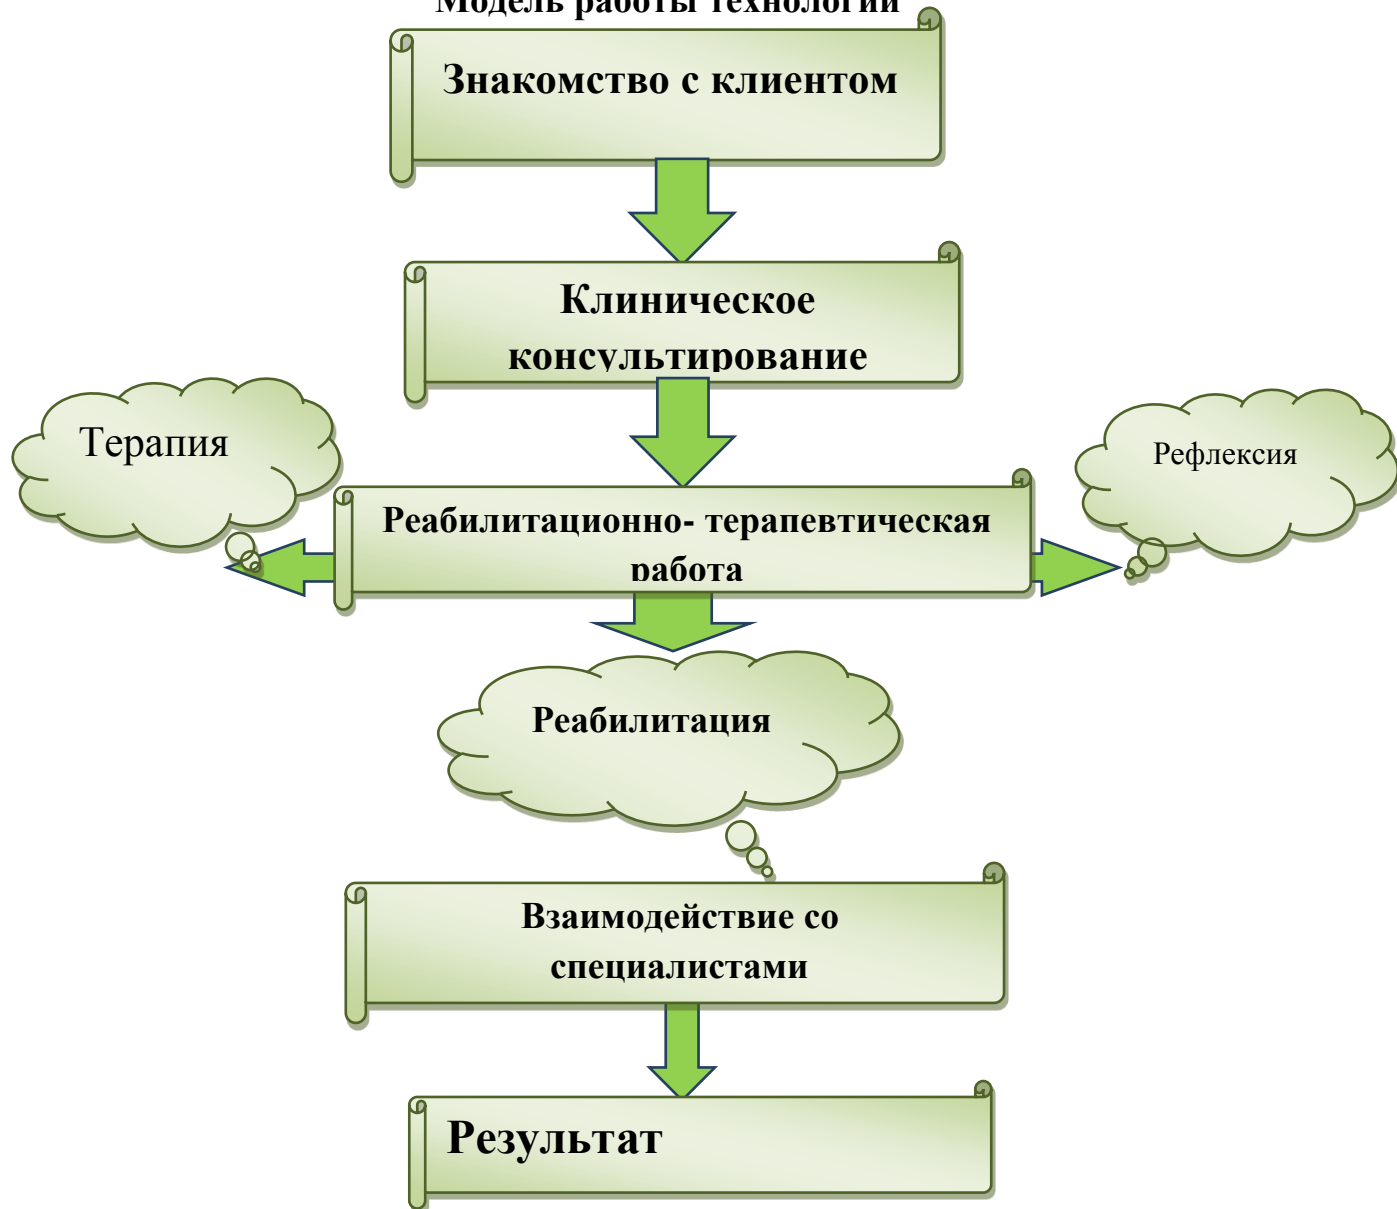 Модель работы технологии
Знакомство с клиентом
Клиническое
консультирование
Терапия
Рефлексия
Реабилитационно- терапевтическая
работа
Реабилитация
Взаимодействие со
специалистами
Результат